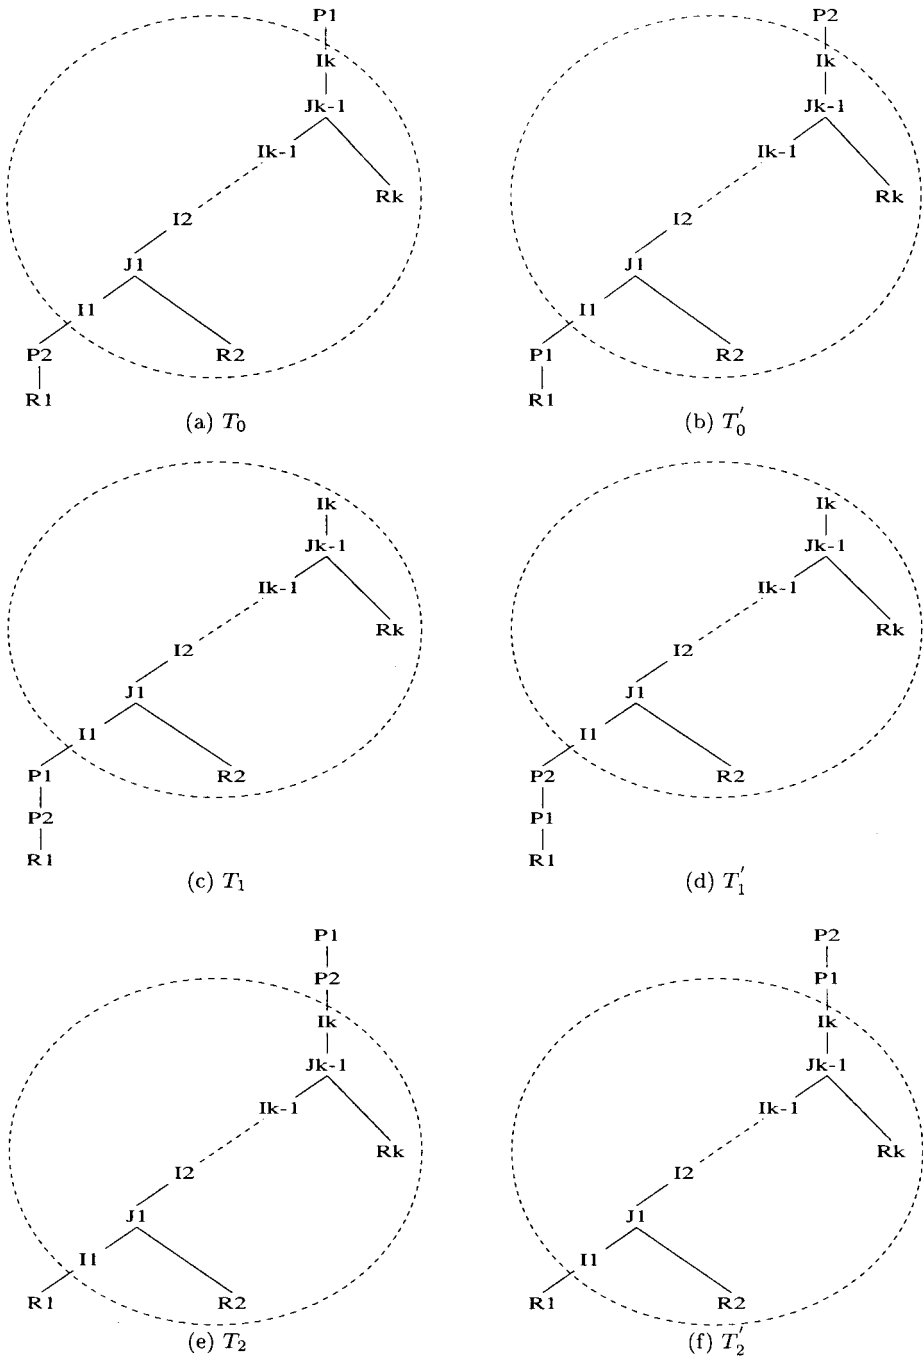 P1
Ik
Jk-1
Ik-1
Rk
I2
J1
I1
P2
R2
R1
(a) T0
P2
Ik
Jk-1
Ik-1
Rk
I2
J1
I1
P1
R2
R1
(b) T0'
Ik
Jk-1
Ik-1
Rk
I2
J1
I1
P1
R2
P2
R1
(c) T1
Ik
Jk-1
Ik-1
Rk
I2
J1
I1
P2
R2
P1
R1
(d) T1'
P1
P2
Ik
Jk-1
Ik-1
Rk
I2
J1
I1
R1
R2
(e) T2
P2
P1
Ik
Jk-1
Ik-1
Rk
I2
J1
I1
R1
R2
(f) T2'